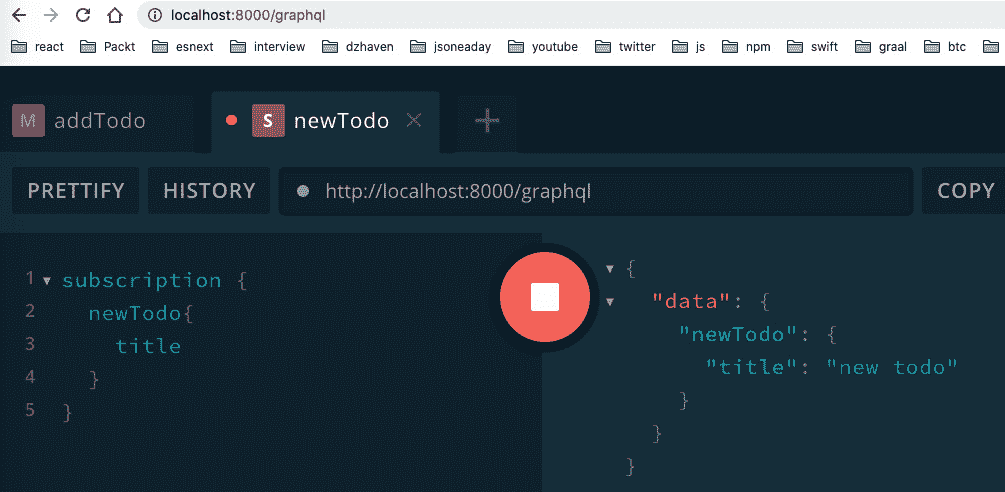 localhost:8000/graphql
react Packt esnext interview dzhaven jsoneaday youtube twitter js npm swift graal btc
M addTodo S newTodo
PRETTIFY HISTORY http://localhost:8000/graphql COPY
1 subscription {
2 newTodo{
3 title
4 }
5 }
{
"data": {
"newTodo": {
"title": "new todo"
}
}
}